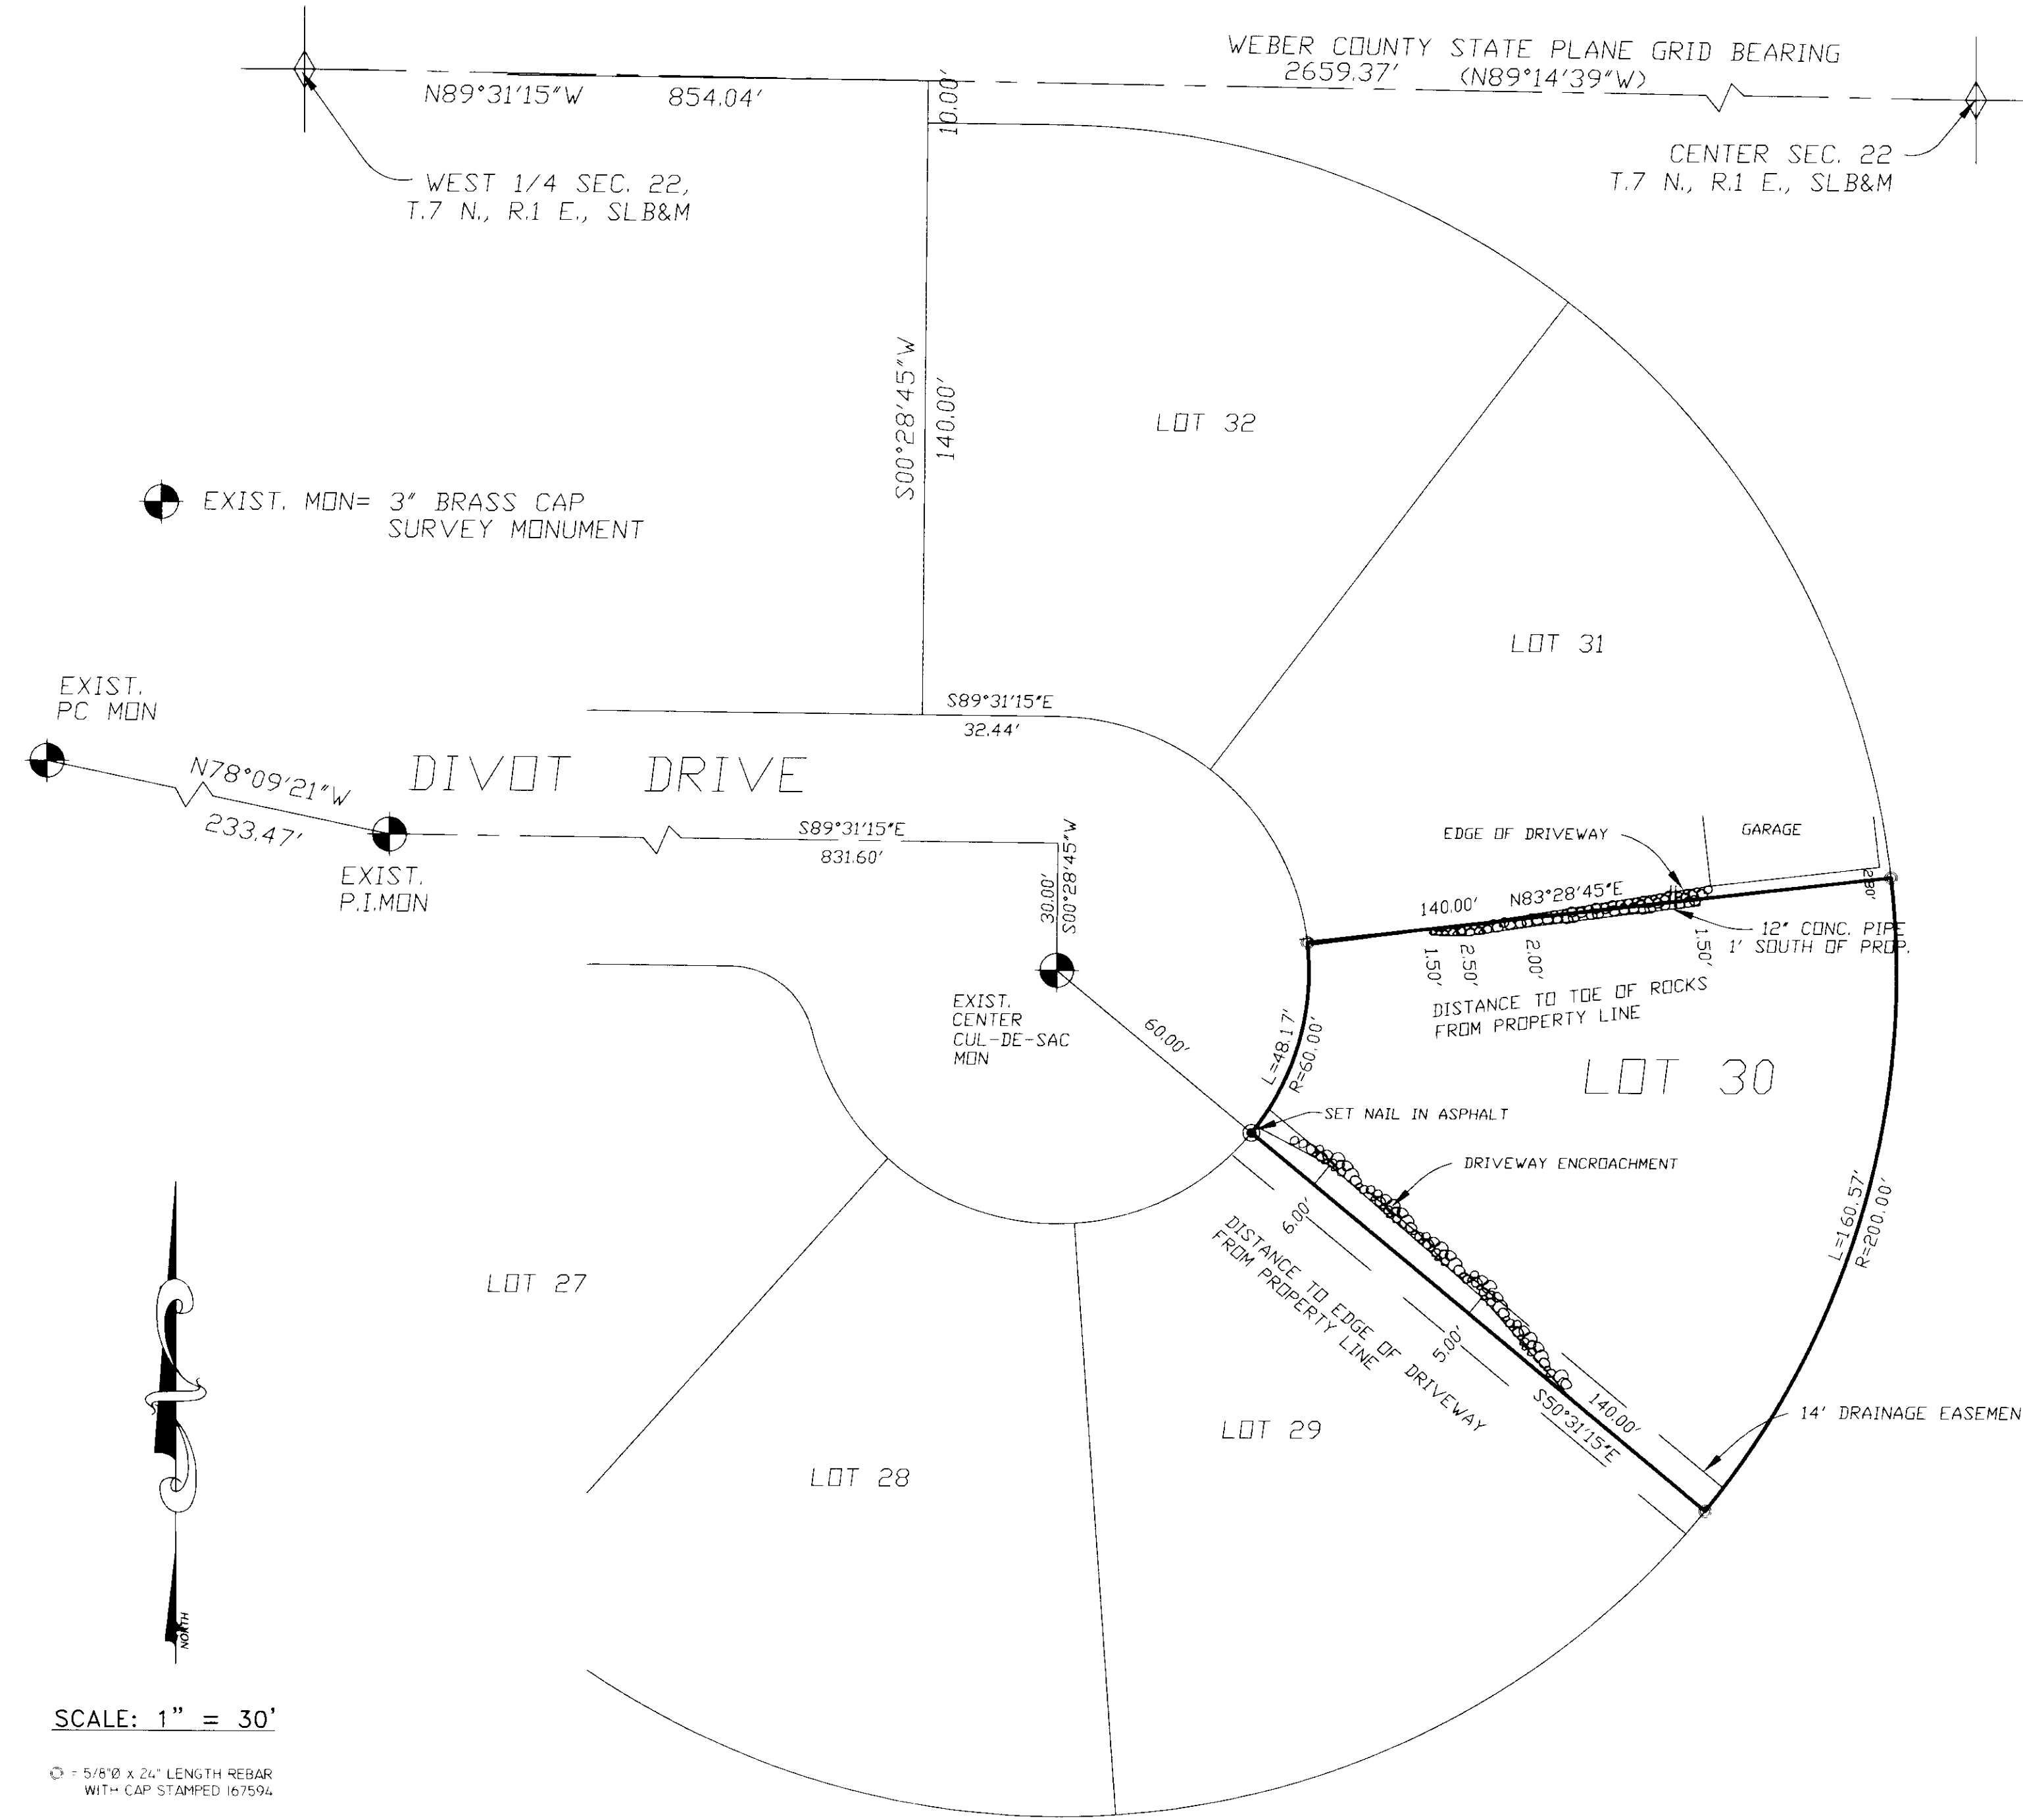 WEBER COUNTY STATE PLANE GRID BEARING
2659.37' (N89°14'39"W)
N89°31'15"W 854.04'
10.00'
WEST 1/4 SEC. 22,
T.7 N., R.1 E., SLB&M
CENTER SEC. 22
T.7 N., R.1 E., SLB&M
S00°28'45"W
140.00'
LOT 32
EXIST. MON= 3" BRASS CAP
SURVEY MONUMENT
LOT 31
EXIST.
PC MON
S89°31'15"E
32.44'
N78°09'21"W
233.47'
DIVOT DRIVE
EXIST.
P.I.MON
S89°31'15"E
831.60'
30.00'
S00°28'45"W
EDGE OF DRIVEWAY
GARAGE
2.80'
140.00' N83°28'45"E
12" CONC. PIPE
1' SOUTH OF PROP.
1.50'
2.50'
2.00'
1.50'
DISTANCE TO TOE OF ROCKS
FROM PROPERTY LINE
EXIST.
CENTER
CUL-DE-SAC
MON
60.00'
L=48.17'
R=60.00'
LOT 30
SET NAIL IN ASPHALT
DRIVEWAY ENCROACHMENT
L=160.57'
R=200.00'
6.00'
DISTANCE TO EDGE OF DRIVEWAY
FROM PROPERTY LINE
5.00'
140.00'
S50°31'15"E
14' DRAINAGE EASEMEN
LOT 27
LOT 28
LOT 29
NORTH
SCALE: 1" = 30'
= 5/8"Ø x 24" LENGTH REBAR
WITH CAP STAMPED 167594